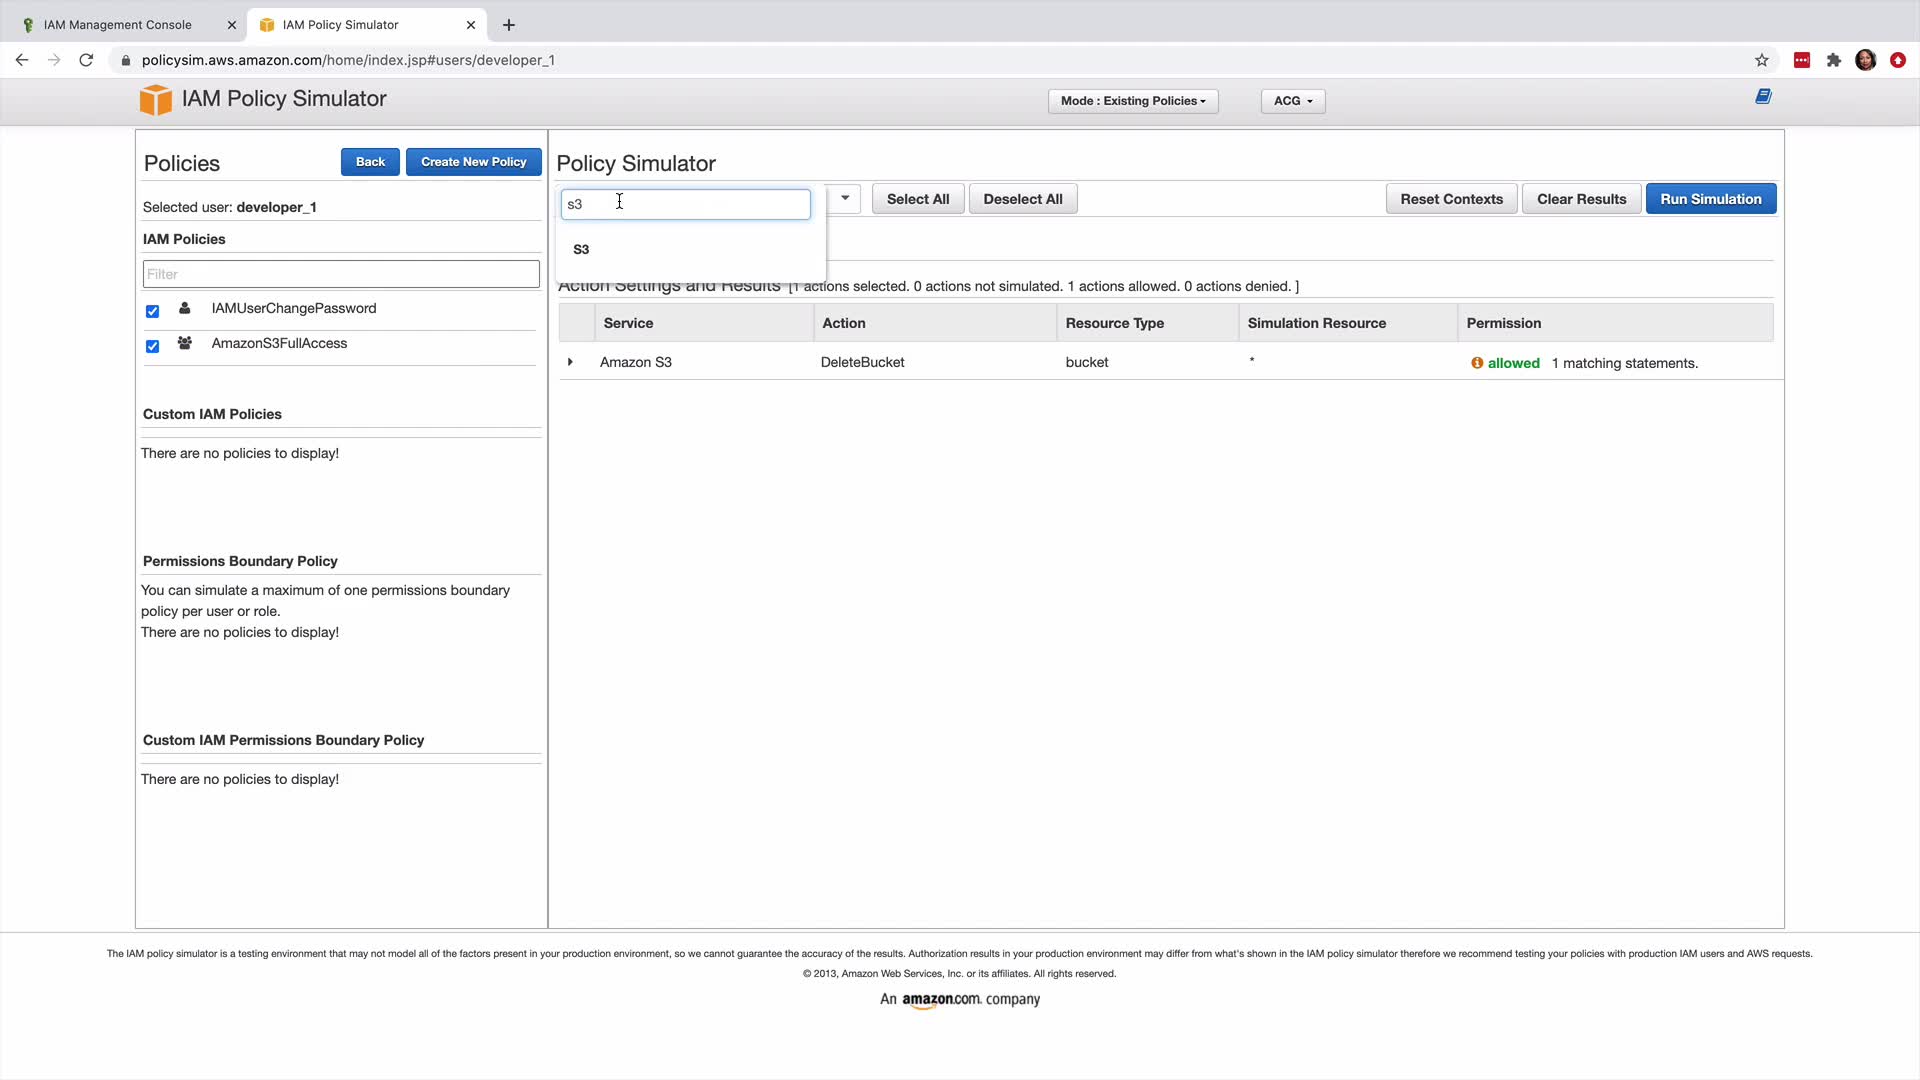 IAM Management Console
IAM Policy Simulator
policysim.aws.amazon.com/home/index.jsp#users/developer_1
IAM Policy Simulator
Mode : Existing Policies
ACG
Policies
Back
Create New Policy
Selected user: developer_1
IAM Policies
Filter
IAMUserChangePassword
AmazonS3FullAccess
Custom IAM Policies
There are no policies to display!
Permissions Boundary Policy
You can simulate a maximum of one permissions boundary
policy per user or role.
There are no policies to display!
Custom IAM Permissions Boundary Policy
There are no policies to display!
Policy Simulator
s3
Select All
Deselect All
Reset Contexts
Clear Results
Run Simulation
S3
Action Settings and Results [1 actions selected. 0 actions not simulated. 1 actions allowed. 0 actions denied. ]
Service Action Resource Type Simulation Resource Permission
Amazon S3 DeleteBucket bucket * allowed 1 matching statements.
The IAM policy simulator is a testing environment that may not model all of the factors present in your production environment, so we cannot guarantee the accuracy of the results. Authorization results in your production environment may differ from what's shown in the IAM policy simulator therefore we recommend testing your policies with production IAM users and AWS requests.
© 2013, Amazon Web Services, Inc. or its affiliates. All rights reserved.
An amazon.com. company